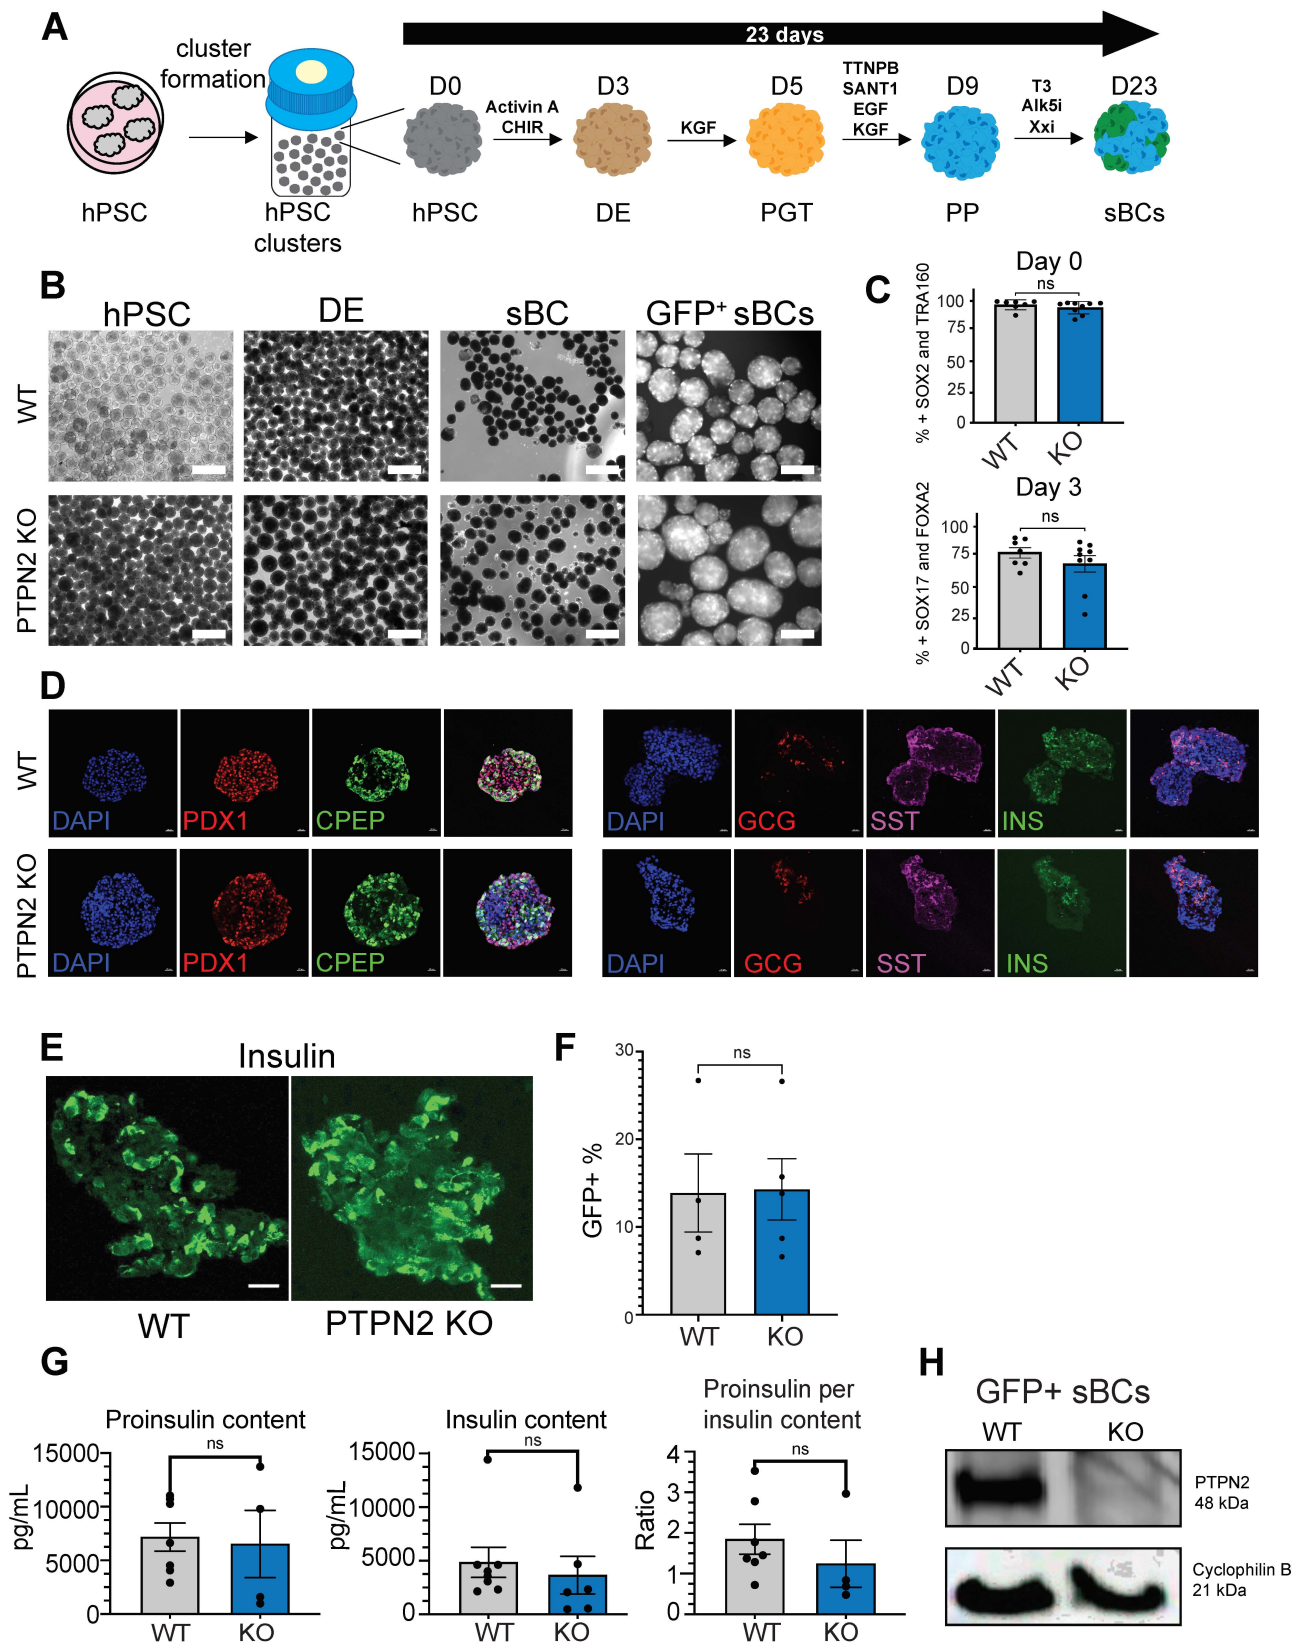 A
23 days
cluster
formation
D0
Activin A
CHIR
D3
KGF
D5
TTNPB
SANT1
EGF
KGF
D9
T3
Alk5i
Xxi
D23
hPSC
hPSC
clusters
hPSC
DE
PGT
PP
sBCs
B
hPSC
DE
sBC
GFP+ sBCs
WT
PTPN2 KO
C
Day 0
% + SOX2 and TRA160
ns
100
75
50
25
0
WT
KO
Day 3
% + SOX17 and FOXA2
ns
100
75
50
25
0
WT
KO
D
WT
DAPI
PDX1
CPEP
DAPI
GCG
SST
INS
PTPN2 KO
DAPI
PDX1
CPEP
DAPI
GCG
SST
INS
E
Insulin
WT
PTPN2 KO
F
GFP+ %
ns
30
20
10
0
WT
KO
G
Proinsulin content
pg/mL
ns
15000
10000
5000
0
WT
KO
Insulin content
pg/mL
ns
15000
10000
5000
0
WT
KO
Proinsulin per
insulin content
Ratio
ns
4
3
2
1
0
WT
KO
H
GFP+ sBCs
WT
KO
PTPN2
48 kDa
Cyclophilin B
21 kDa